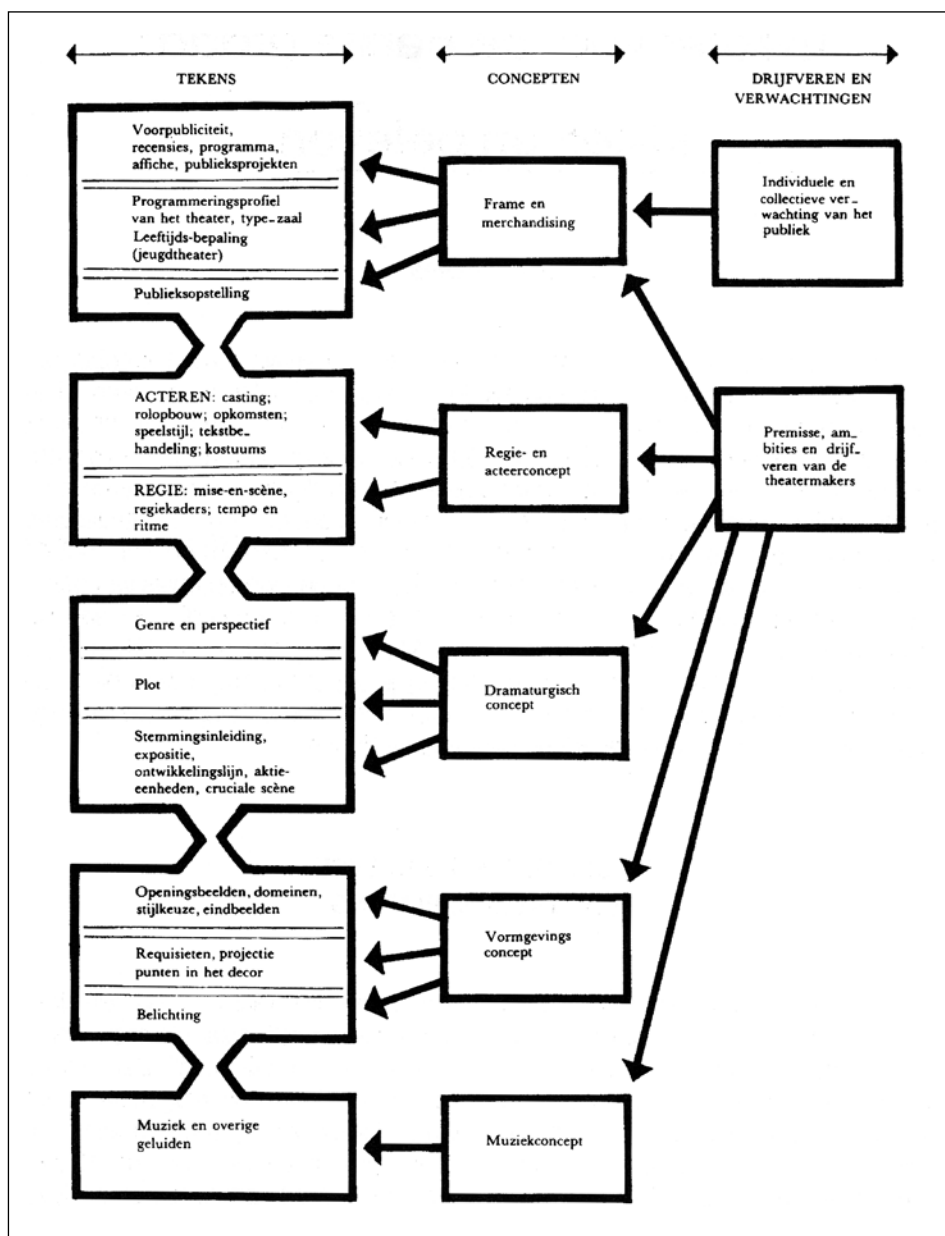 TEKENS
CONCEPTEN
DRIJFVEREN EN
VERWACHTINGEN
Voorpubliciteit,
recensies, programma,
affiche, publieksprojekten
Programmeringsprofiel
van het theater, type-zaal
Leeftijds-bepaling
(jeugdtheater)
Publieksopstelling
Frame en
merchandising
Individuele en
collectieve ver-
wachting van het
publiek
ACTEREN: casting;
rolopbouw; opkomsten;
speelstijl; tekstbe-
handeling; kostuums
REGIE: mise-en-scène,
regiekaders; tempo en
ritme
Regie- en
acteerconcept
Premisse, am-
bities en drijf-
veren van de
theatermakers
Genre en perspectief
Plot
Stemmingsinleiding,
expositie,
ontwikkelingslijn, aktie-
eenheden, cruciale scène
Dramaturgisch
concept
Openingsbeelden, domeinen,
stijlkeuze, eindbeelden
Requisieten, projectie
punten in het decor
Belichting
Vormgevings
concept
Muziek en overige
geluiden
Muziekconcept